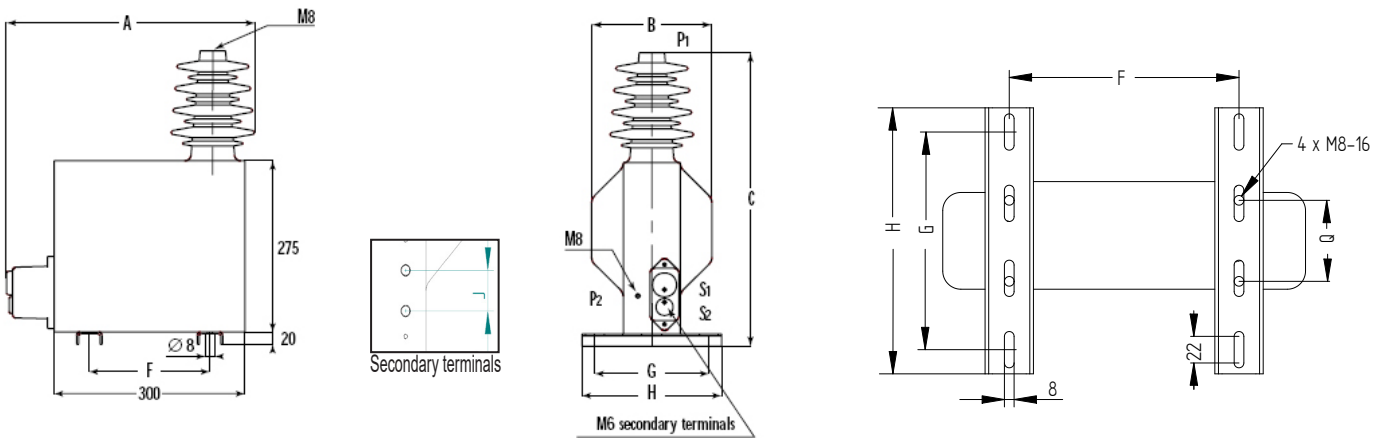 A
M8
275
20
Ø 8
F
300
L
Secondary terminals
B
P1
C
M8
P2
S1
S2
G
H
M6 secondary terminals
F
4 x M8-16
H
G
Q
22
8